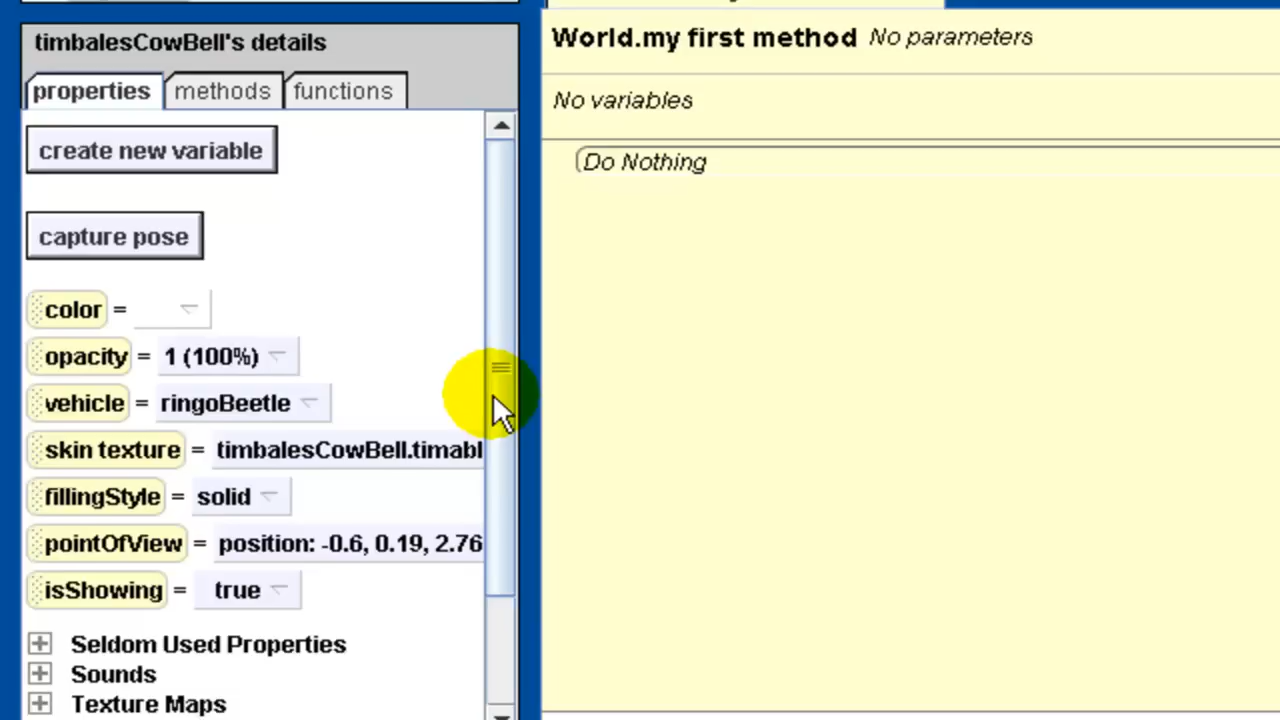 timbalesCowBell's details
properties methods functions
create new variable
capture pose
color =
opacity = 1 (100%)
vehicle = ringoBeetle
skin texture = timbalesCowBell.timabl
fillingStyle = solid
pointOfView = position: -0.6, 0.19, 2.76
isShowing = true
Seldom Used Properties
Sounds
Texture Maps
World.my first method No parameters
No variables
Do Nothing